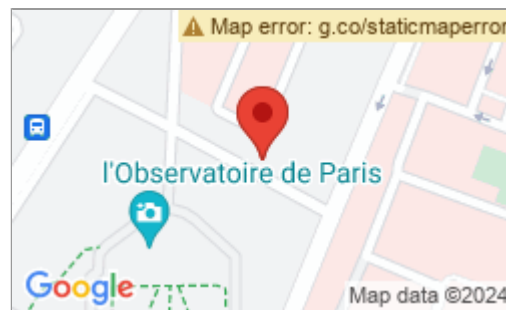 Map error: g.co/staticmaperror
l'Observatoire de Paris
Google
Map data ©2024